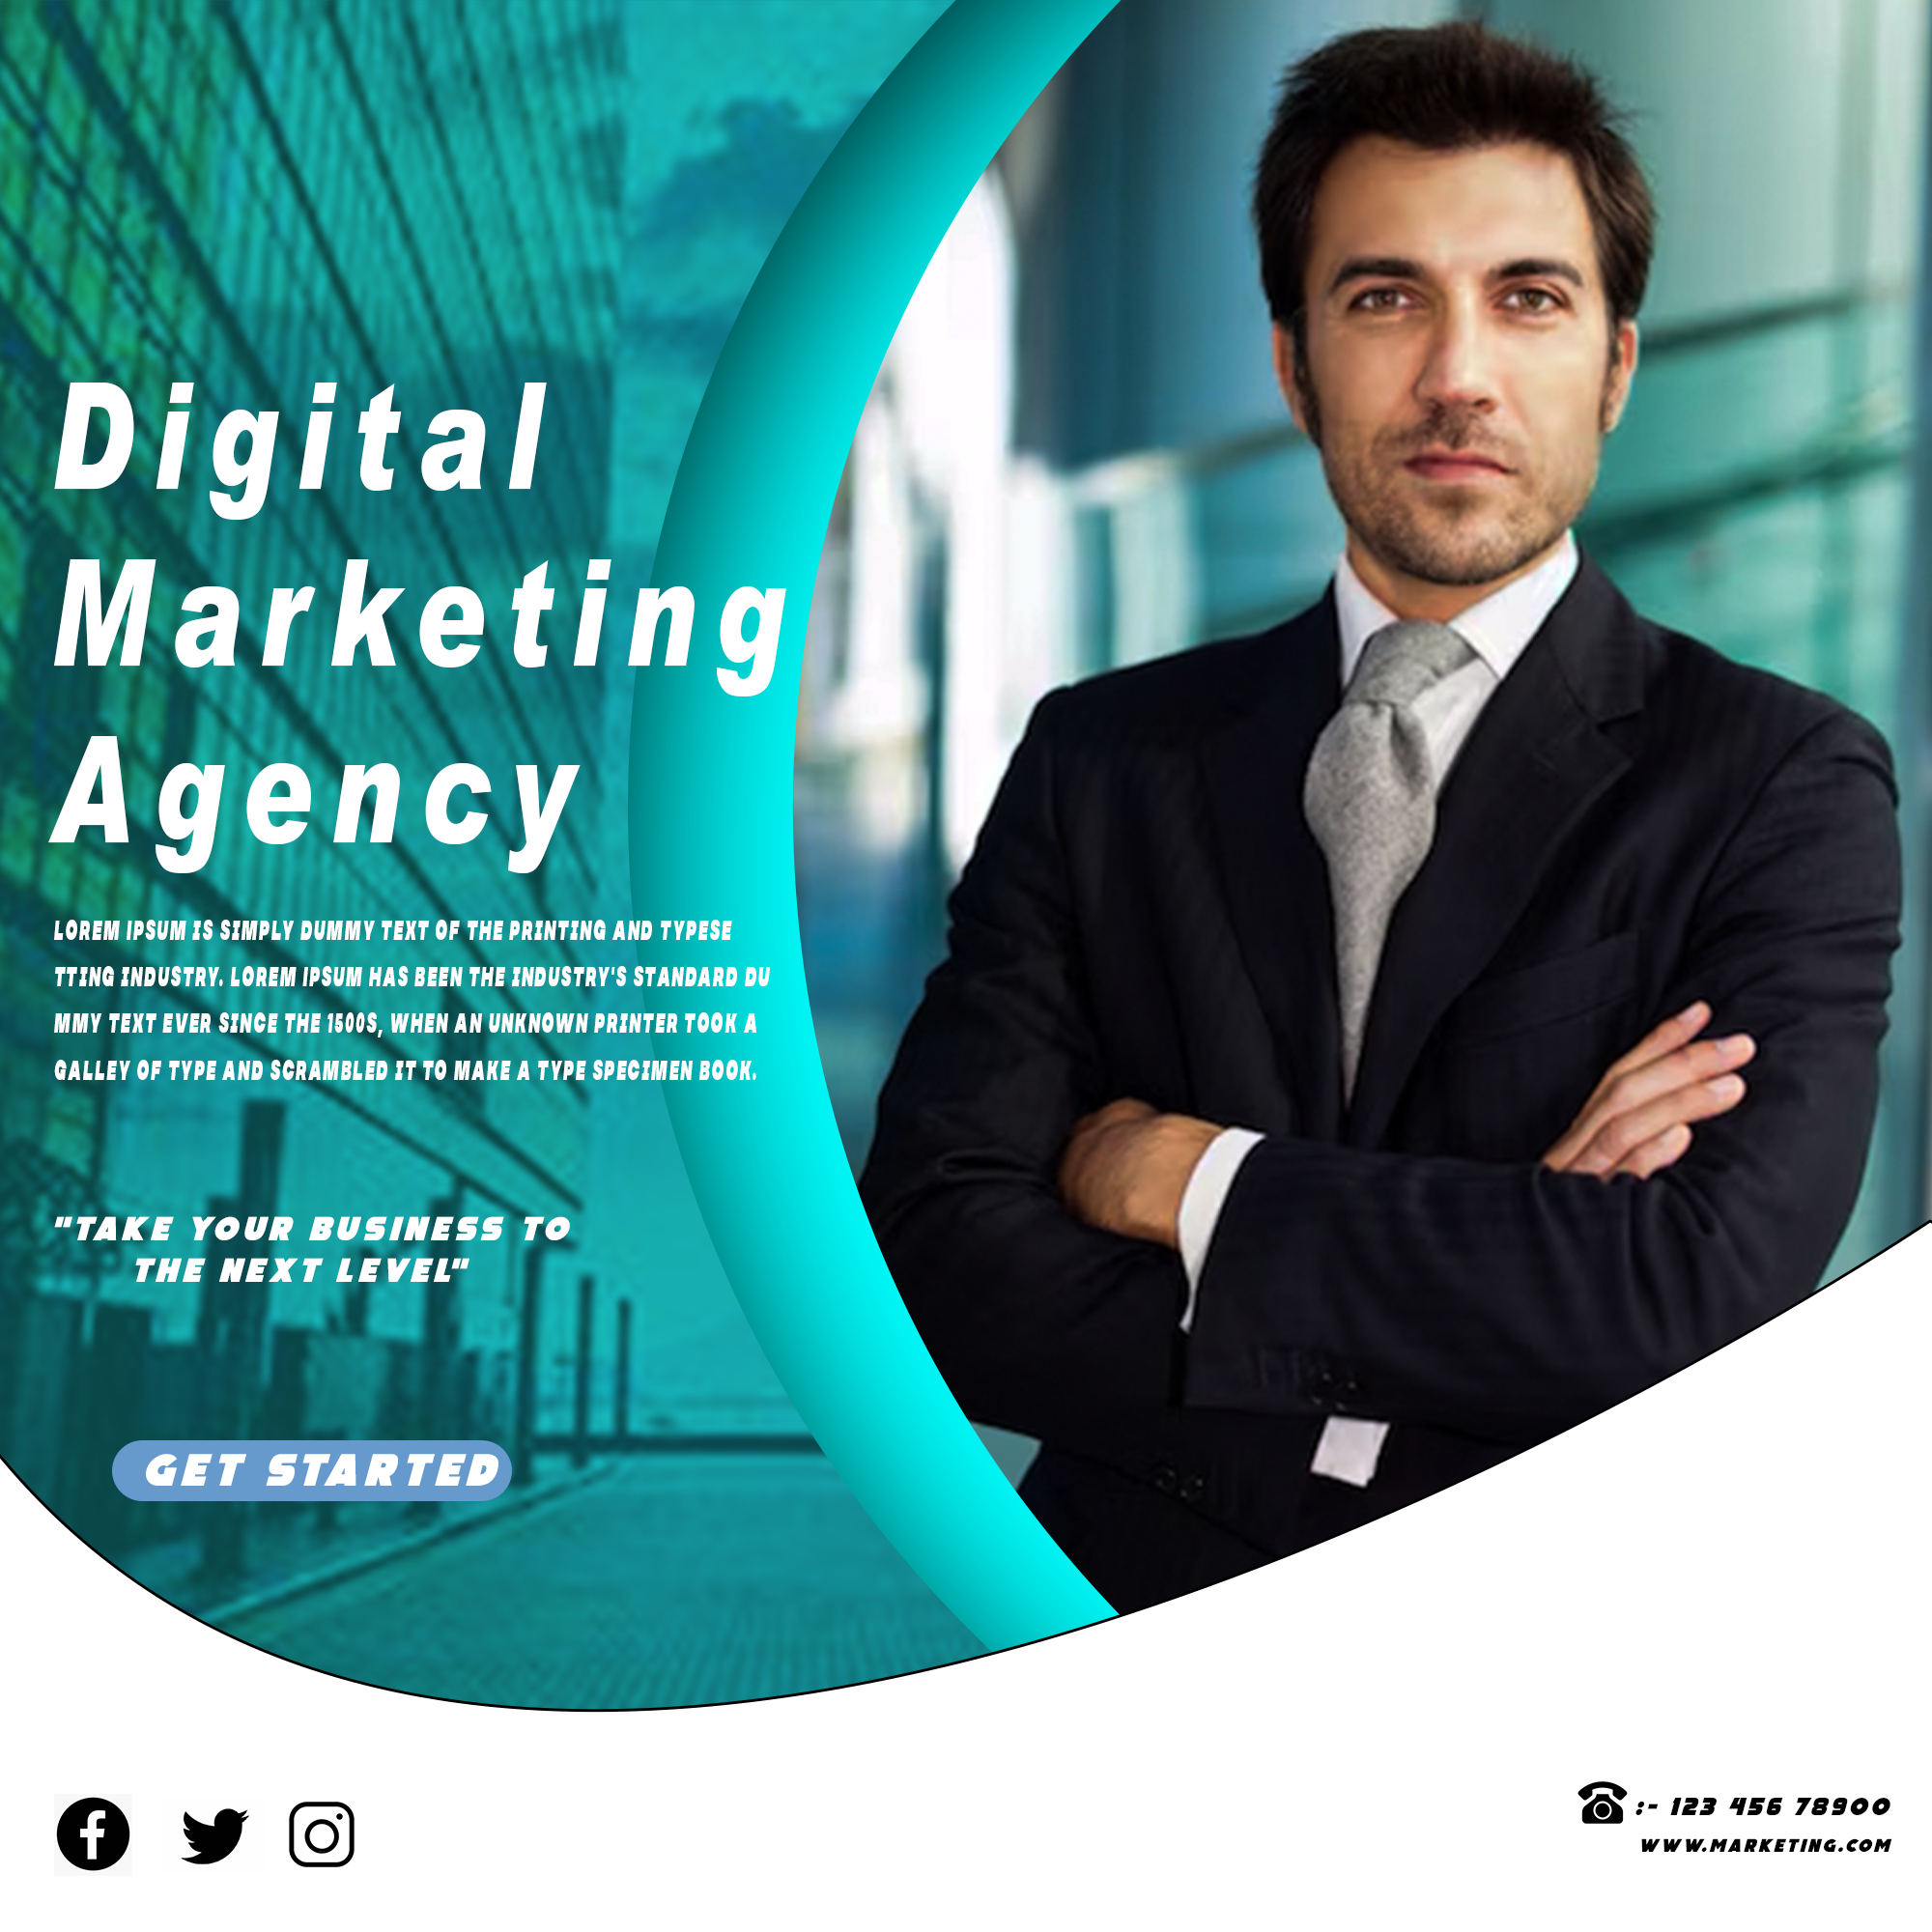 Digital
Marketing
Agency
LOREM IPSUM IS SIMPLY DUMMY TEXT OF THE PRINTING AND TYPESE
TTING INDUSTRY. LOREM IPSUM HAS BEEN THE INDUSTRY'S STANDARD DU
MMY TEXT EVER SINCE THE 1500S, WHEN AN UNKNOWN PRINTER TOOK A
GALLEY OF TYPE AND SCRAMBLED IT TO MAKE A TYPE SPECIMEN BOOK.
"TAKE YOUR BUSINESS TO
THE NEXT LEVEL"
GET STARTED
:- 123 456 78900
WWW.MARKETING.COM